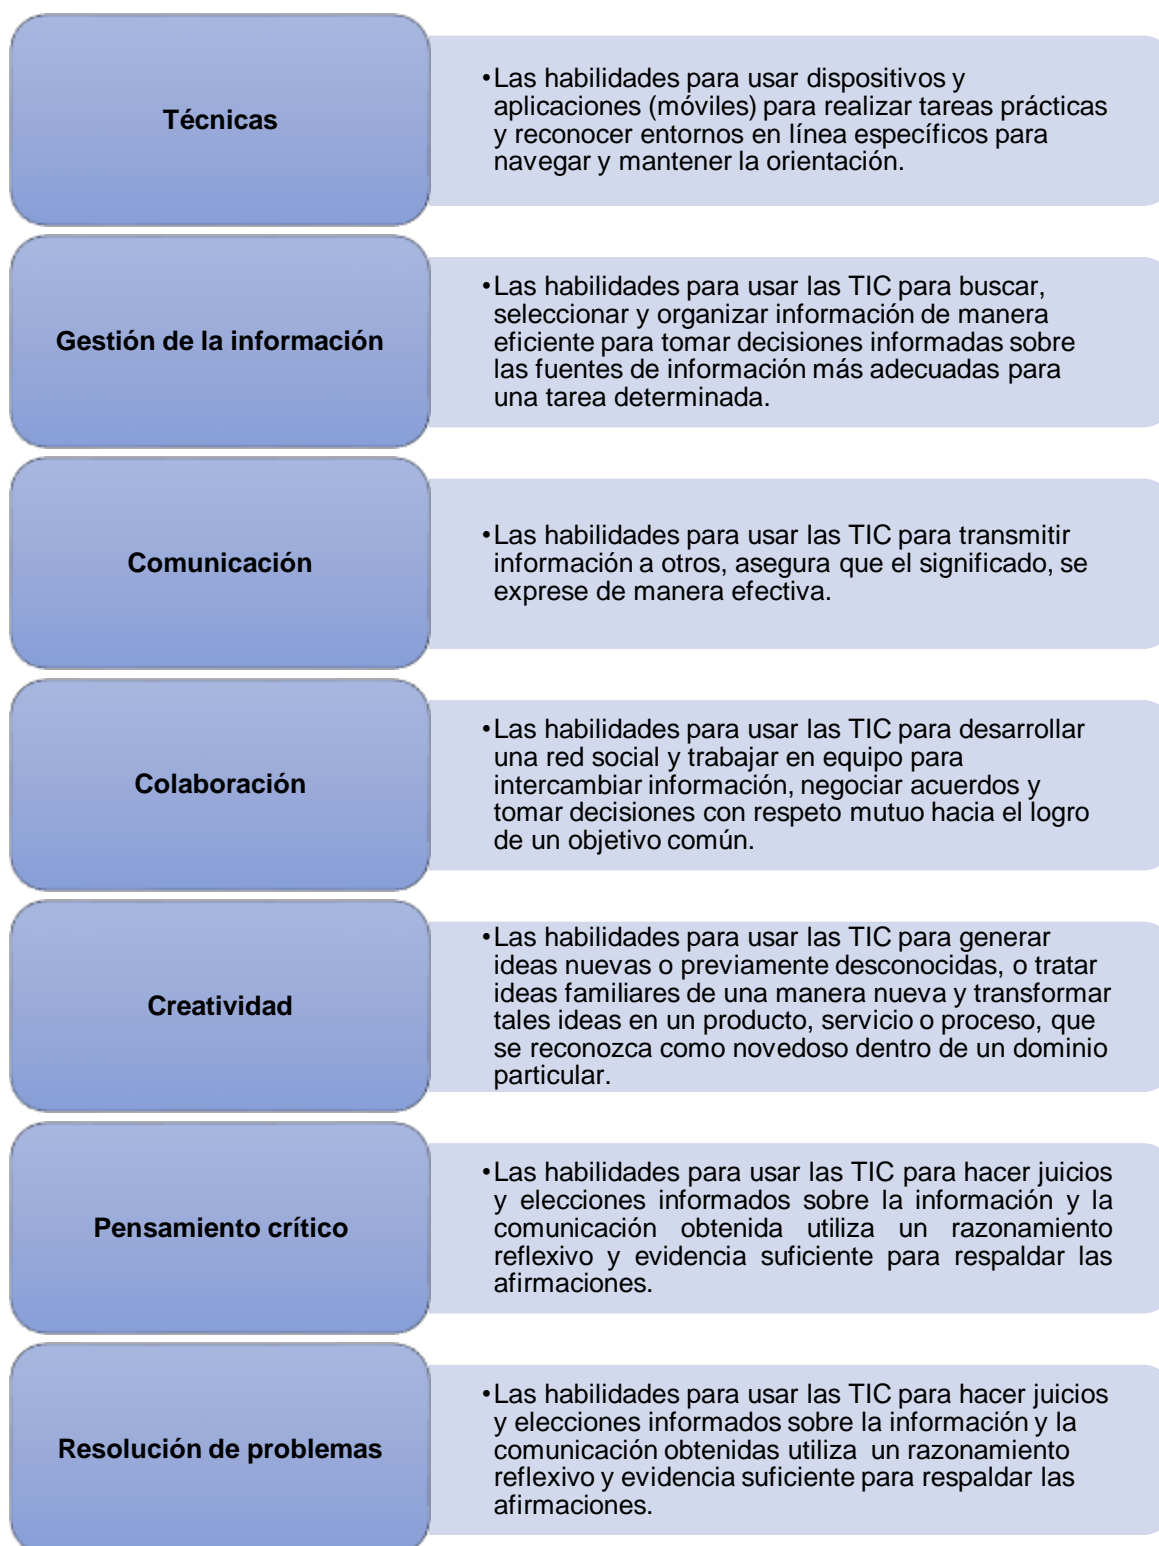 Técnicas
•Las habilidades para usar dispositivos y
aplicaciones (móviles) para realizar tareas prácticas
y reconocer entornos en línea específicos para
navegar y mantener la orientación.
Gestión de la información
•Las habilidades para usar las TIC para buscar,
seleccionar y organizar información de manera
eficiente para tomar decisiones informadas sobre
las fuentes de información más adecuadas para
una tarea determinada.
Comunicación
•Las habilidades para usar las TIC para transmitir
información a otros, asegura que el significado, se
exprese de manera efectiva.
Colaboración
•Las habilidades para usar las TIC para desarrollar
una red social y trabajar en equipo para
intercambiar información, negociar acuerdos y
tomar decisiones con respeto mutuo hacia el logro
de un objetivo común.
Creatividad
•Las habilidades para usar las TIC para generar
ideas nuevas o previamente desconocidas, o tratar
ideas familiares de una manera nueva y transformar
tales ideas en un producto, servicio o proceso, que
se reconozca como novedoso dentro de un dominio
particular.
Pensamiento crítico
•Las habilidades para usar las TIC para hacer juicios
y elecciones informados sobre la información y la
comunicación obtenida utiliza un razonamiento
reflexivo y evidencia suficiente para respaldar las
afirmaciones.
Resolución de problemas
•Las habilidades para usar las TIC para hacer juicios
y elecciones informados sobre la información y la
comunicación obtenidas utiliza un razonamiento
reflexivo y evidencia suficiente para respaldar las
afirmaciones.